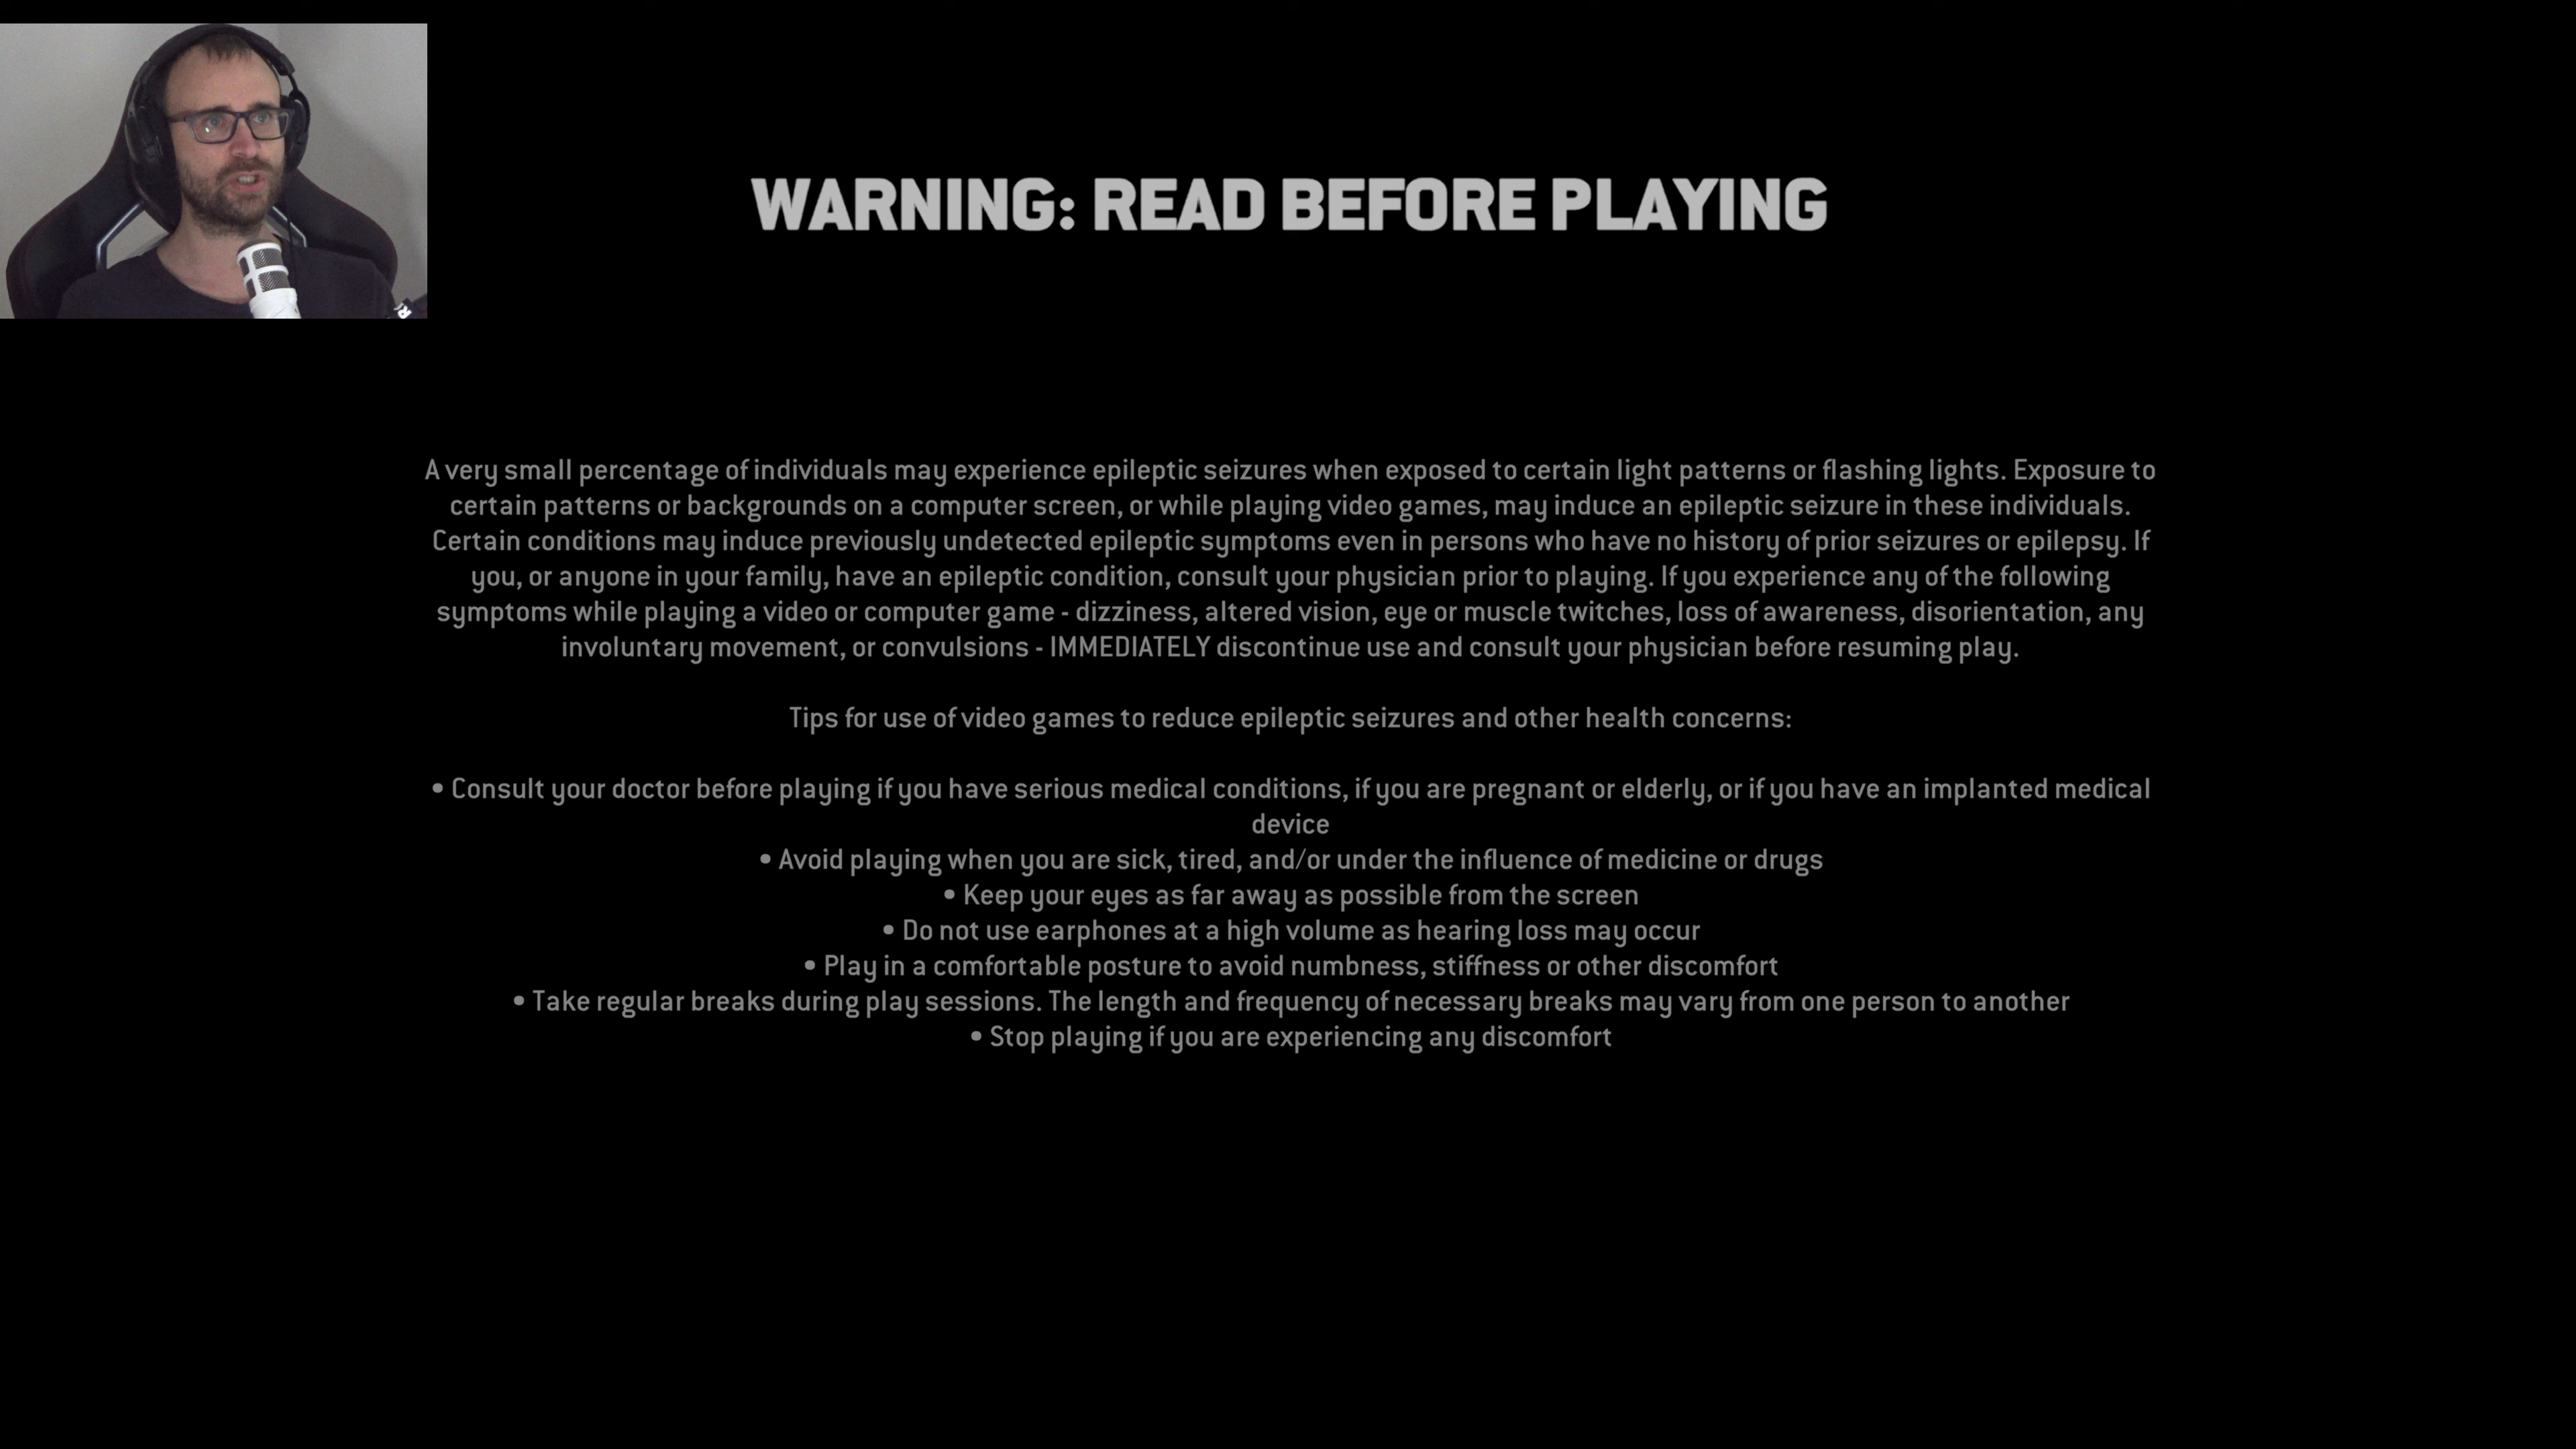 WARNING: READ BEFORE PLAYING
A very small percentage of individuals may experience epileptic seizures when exposed to certain light patterns or flashing lights. Exposure to
certain patterns or backgrounds on a computer screen, or while playing video games, may induce an epileptic seizure in these individuals.
Certain conditions may induce previously undetected epileptic symptoms even in persons who have no history of prior seizures or epilepsy. If
you, or anyone in your family, have an epileptic condition, consult your physician prior to playing. If you experience any of the following
symptoms while playing a video or computer game - dizziness, altered vision, eye or muscle twitches, loss of awareness, disorientation, any
involuntary movement, or convulsions - IMMEDIATELY discontinue use and consult your physician before resuming play.
Tips for use of video games to reduce epileptic seizures and other health concerns:
• Consult your doctor before playing if you have serious medical conditions, if you are pregnant or elderly, or if you have an implanted medical
device
• Avoid playing when you are sick, tired, and/or under the influence of medicine or drugs
• Keep your eyes as far away as possible from the screen
• Do not use earphones at a high volume as hearing loss may occur
• Play in a comfortable posture to avoid numbness, stiffness or other discomfort
• Take regular breaks during play sessions. The length and frequency of necessary breaks may vary from one person to another
• Stop playing if you are experiencing any discomfort